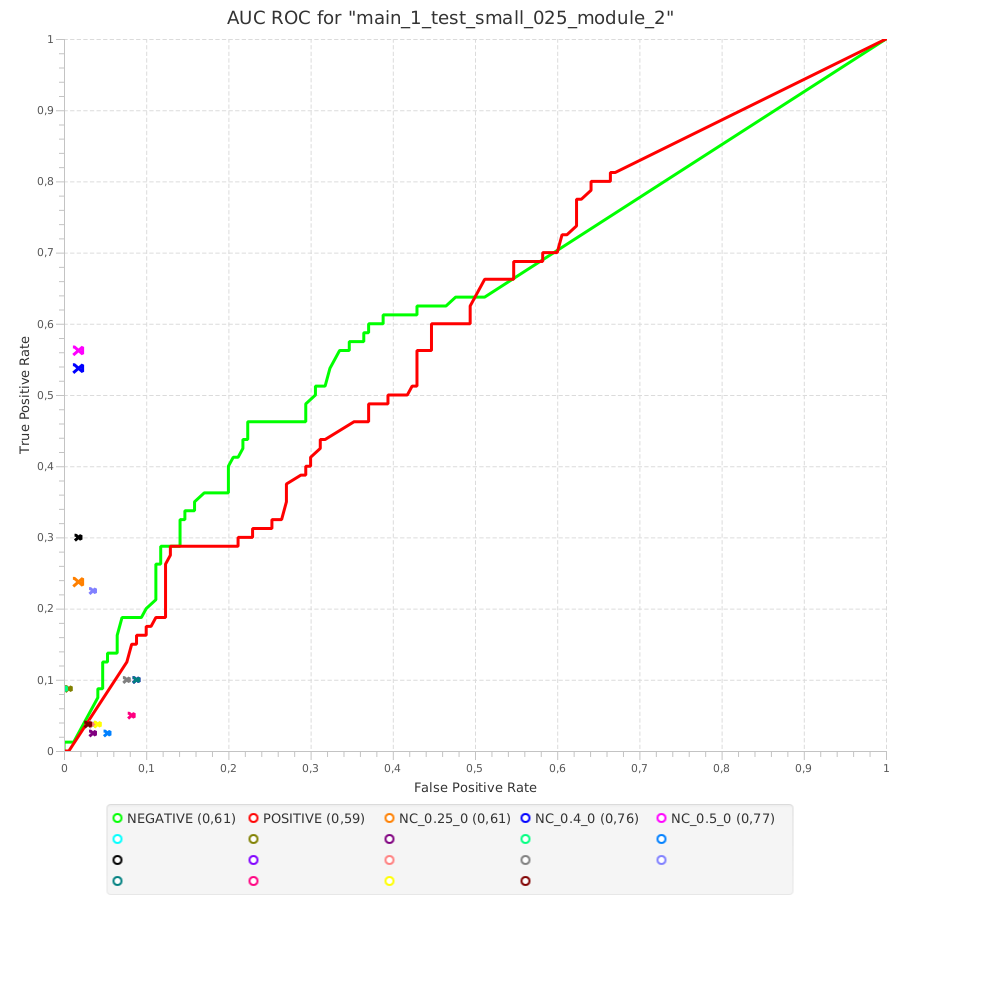 AUC ROC for "main_1_test_small_025_module_2"
1
0,9
0,8
0,7
0,6
0,5
0,4
0,3
0,2
0,1
0
True Positive Rate
0 0,1 0,2 0,3 0,4 0,5 0,6 0,7 0,8 0,9 1
False Positive Rate
NEGATIVE (0,61) POSITIVE (0,59) NC_0.25_0 (0,61) NC_0.4_0 (0,76) NC_0.5_0 (0,77)